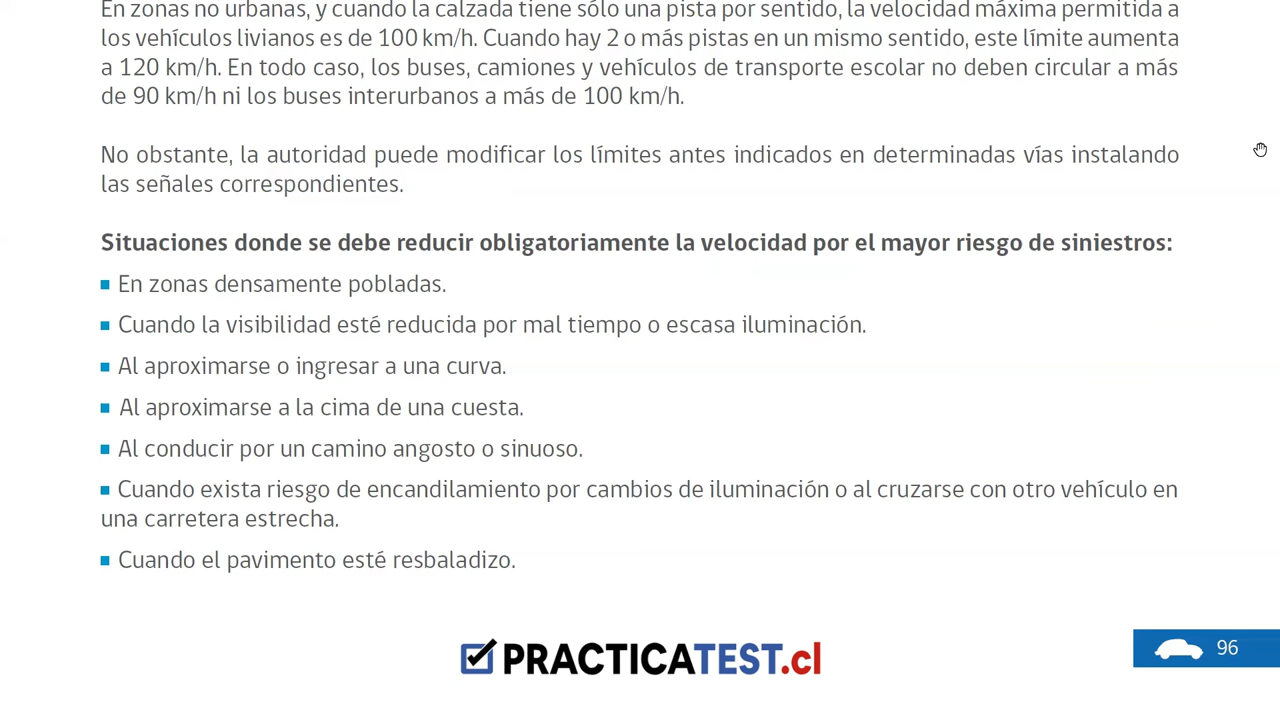 En zonas no urbanas, y cuando la calzada tiene sólo una pista por sentido, la velocidad máxima permitida a
los vehículos livianos es de 100 km/h. Cuando hay 2 o más pistas en un mismo sentido, este límite aumenta
a 120 km/h. En todo caso, los buses, camiones y vehículos de transporte escolar no deben circular a más
de 90 km/h ni los buses interurbanos a más de 100 km/h.
No obstante, la autoridad puede modificar los límites antes indicados en determinadas vías instalando
las señales correspondientes.
Situaciones donde se debe reducir obligatoriamente la velocidad por el mayor riesgo de siniestros:
En zonas densamente pobladas.
Cuando la visibilidad esté reducida por mal tiempo o escasa iluminación.
Al aproximarse o ingresar a una curva.
Al aproximarse a la cima de una cuesta.
Al conducir por un camino angosto o sinuoso.
Cuando exista riesgo de encandilamiento por cambios de iluminación o al cruzarse con otro vehículo en
una carretera estrecha.
Cuando el pavimento esté resbaladizo.
PRACTICATEST.cl
96